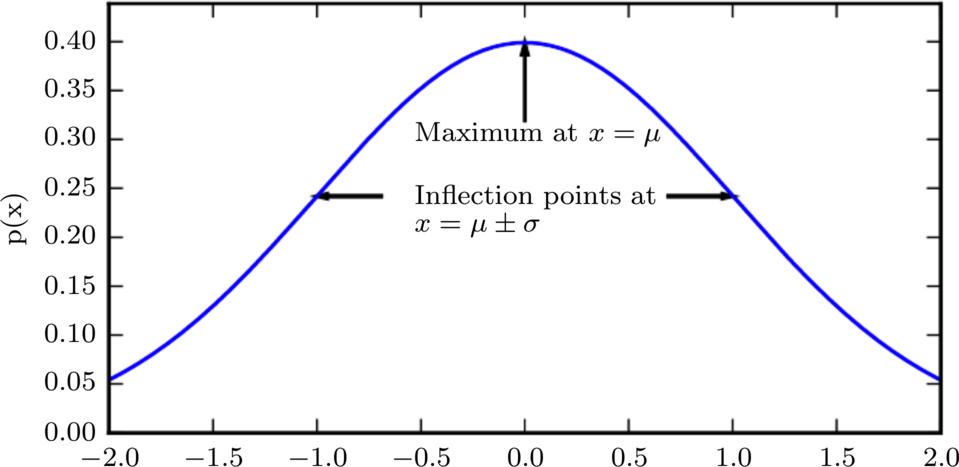 0.40
0.35
0.30
0.25
0.20
0.15
0.10
0.05
0.00
p(x)
Maximum at x = μ
Inflection points at
x = μ ± σ
−2.0 −1.5 −1.0 −0.5 0.0 0.5 1.0 1.5 2.0